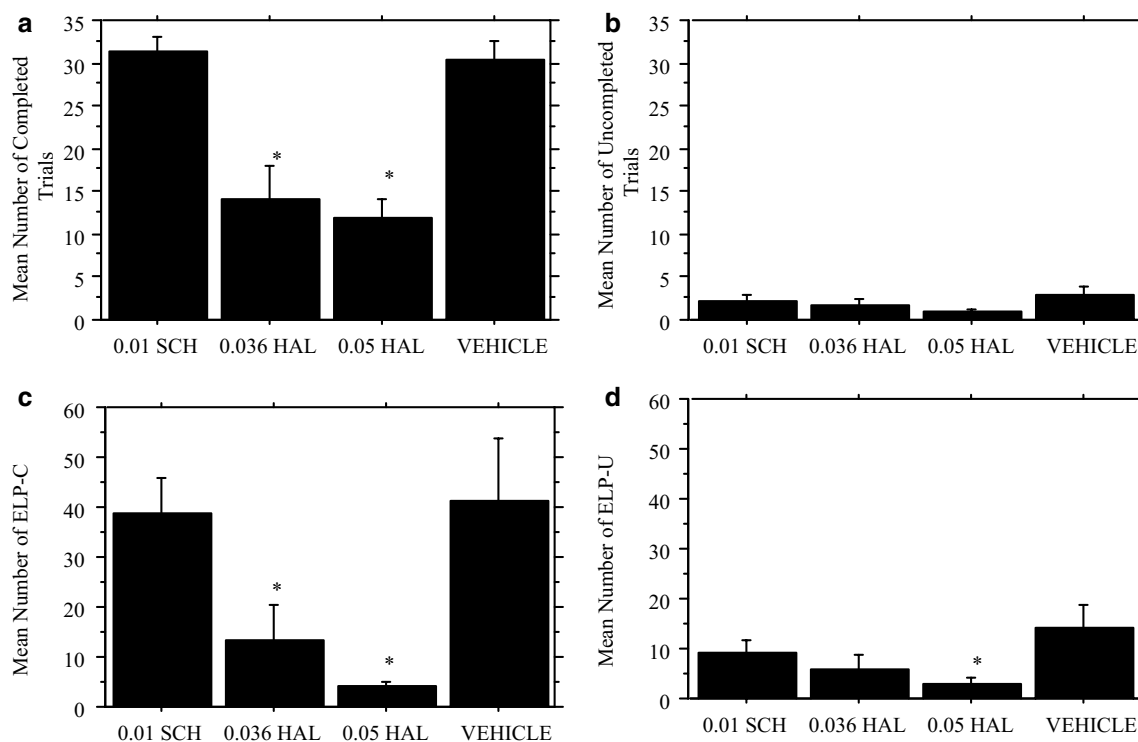 a
35
30
25
20
15
10
5
0
Mean Number of Completed
Trials
*
*
0.01 SCH
0.036 HAL
0.05 HAL
VEHICLE
b
35
30
25
20
15
10
5
0
Mean Number of Uncompleted
Trials
0.01 SCH
0.036 HAL
0.05 HAL
VEHICLE
c
60
50
40
30
20
10
0
Mean Number of ELP-C
*
*
0.01 SCH
0.036 HAL
0.05 HAL
VEHICLE
d
60
50
40
30
20
10
0
Mean Number of ELP-U
*
0.01 SCH
0.036 HAL
0.05 HAL
VEHICLE